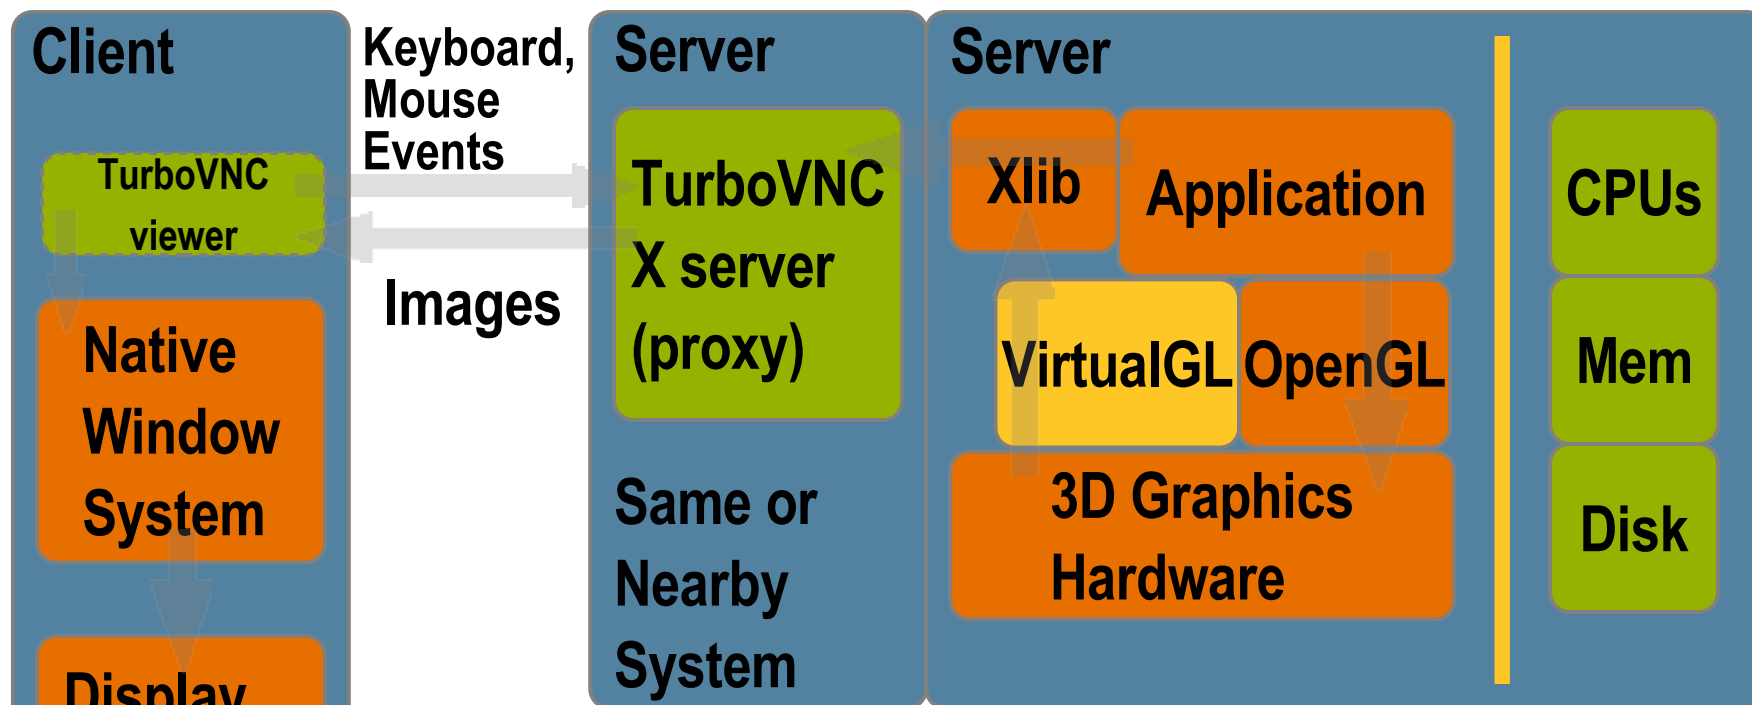 Client
TurboVNC
viewer
Native
Window
System
Display
Keyboard,
Mouse
Events
Images
Server
TurboVNC
X server
(proxy)
Same or
Nearby
System
Server
Xlib
Application
VirtualGL
OpenGL
3D Graphics
Hardware
CPUs
Mem
Disk